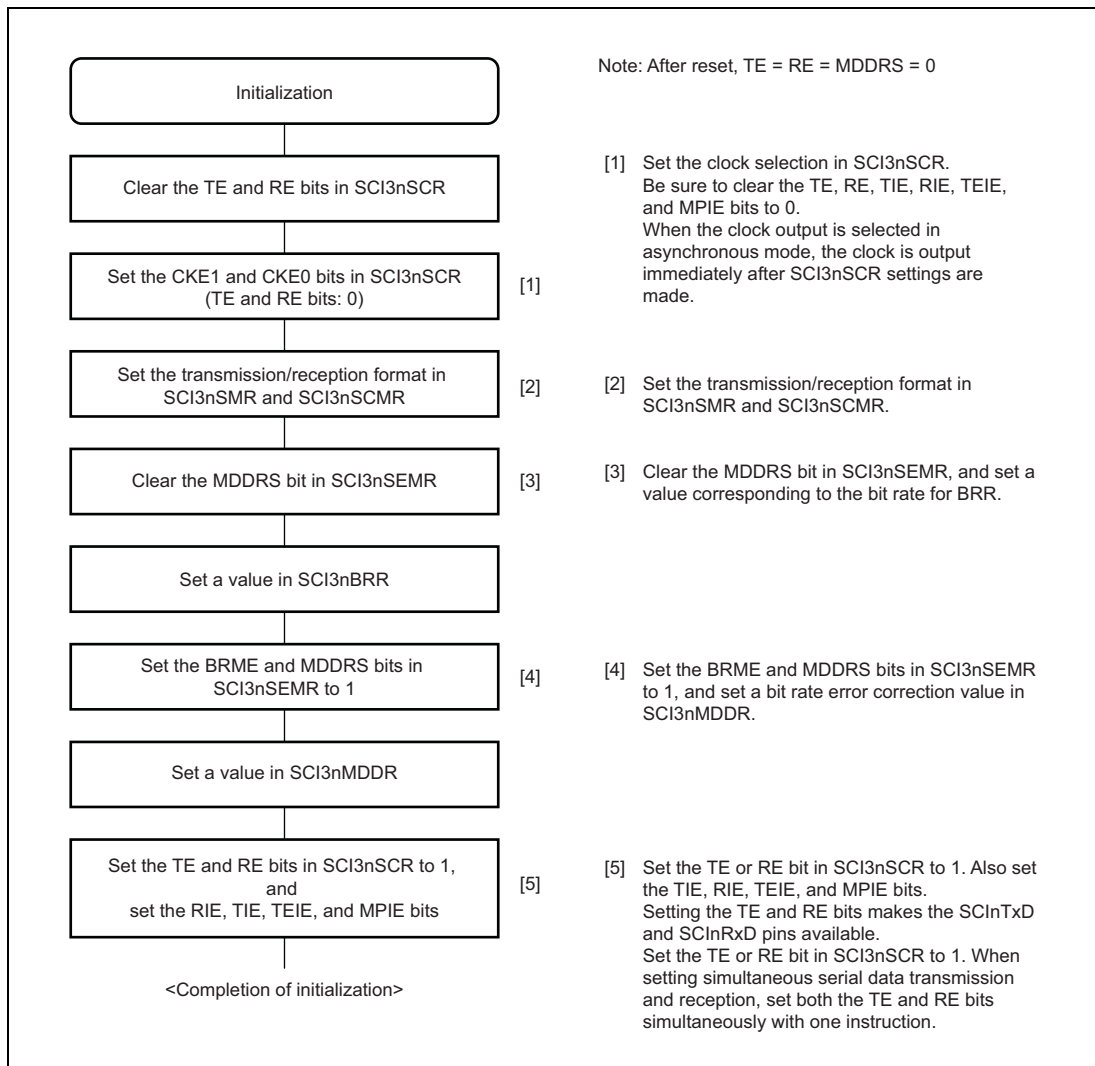 Note: After reset, TE = RE = MDDRS = 0
Initialization
Clear the TE and RE bits in SCI3nSCR
Set the CKE1 and CKE0 bits in SCI3nSCR
(TE and RE bits: 0)
[1]
[1] Set the clock selection in SCI3nSCR.
Be sure to clear the TE, RE, TIE, RIE, TEIE,
and MPIE bits to 0.
When the clock output is selected in
asynchronous mode, the clock is output
immediately after SCI3nSCR settings are
made.
Set the transmission/reception format in
SCI3nSMR and SCI3nSCMR
[2]
[2] Set the transmission/reception format in
SCI3nSMR and SCI3nSCMR.
Clear the MDDRS bit in SCI3nSEMR
[3]
[3] Clear the MDDRS bit in SCI3nSEMR, and set a
value corresponding to the bit rate for BRR.
Set a value in SCI3nBRR
Set the BRME and MDDRS bits in
SCI3nSEMR to 1
[4]
[4] Set the BRME and MDDRS bits in SCI3nSEMR
to 1, and set a bit rate error correction value in
SCI3nMDDR.
Set a value in SCI3nMDDR
Set the TE and RE bits in SCI3nSCR to 1,
and
set the RIE, TIE, TEIE, and MPIE bits
[5]
[5] Set the TE or RE bit in SCI3nSCR to 1. Also set
the TIE, RIE, TEIE, and MPIE bits.
Setting the TE and RE bits makes the SCInTxD
and SCInRxD pins available.
Set the TE or RE bit in SCI3nSCR to 1. When
setting simultaneous serial data transmission
and reception, set both the TE and RE bits
simultaneously with one instruction.
<Completion of initialization>